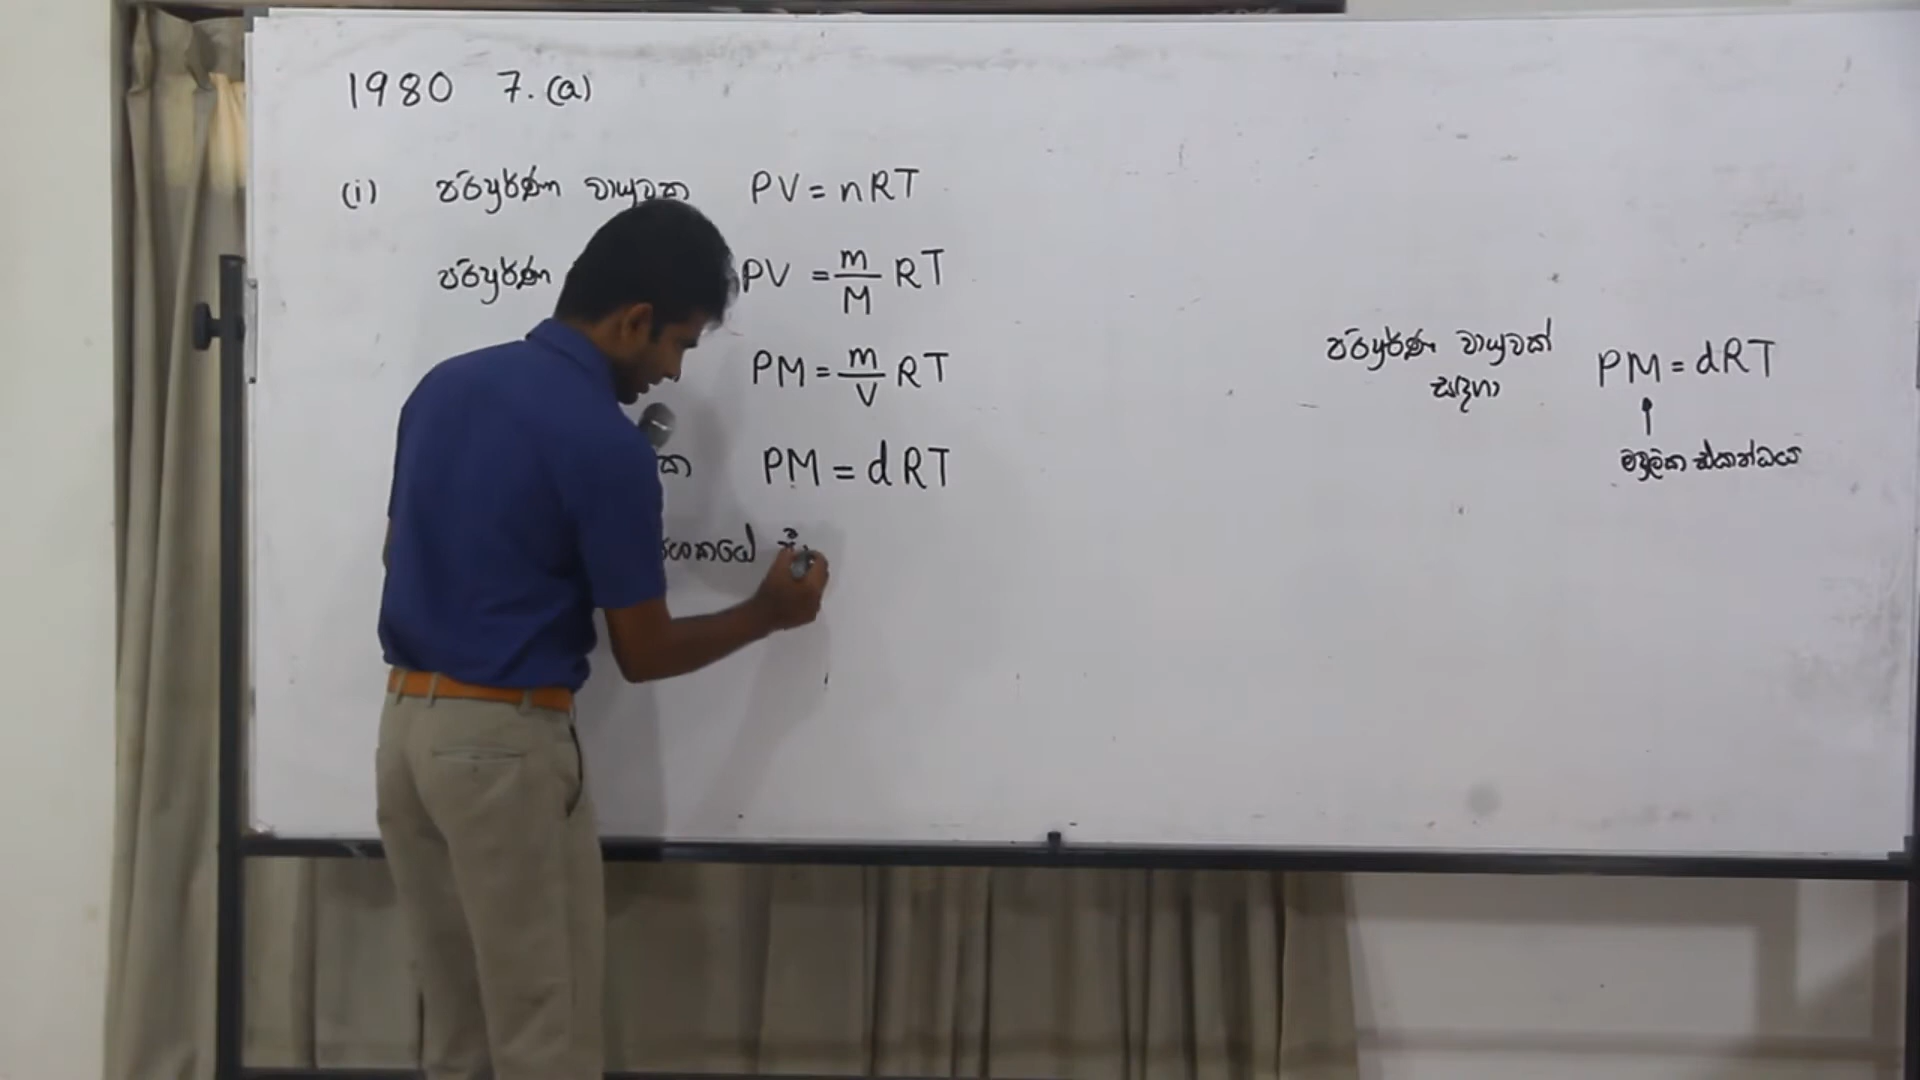 1980 7. (a)
(i) පරිපූර්ණ වායුවක PV = nRT
පරිපූර්ණ PV = m/M RT
PM = m/V RT
ක PM = dRT
පරිපූර්ණ වායුවක්
සඳහා
PM = dRT
↑
මවුලික ස්කන්ධය